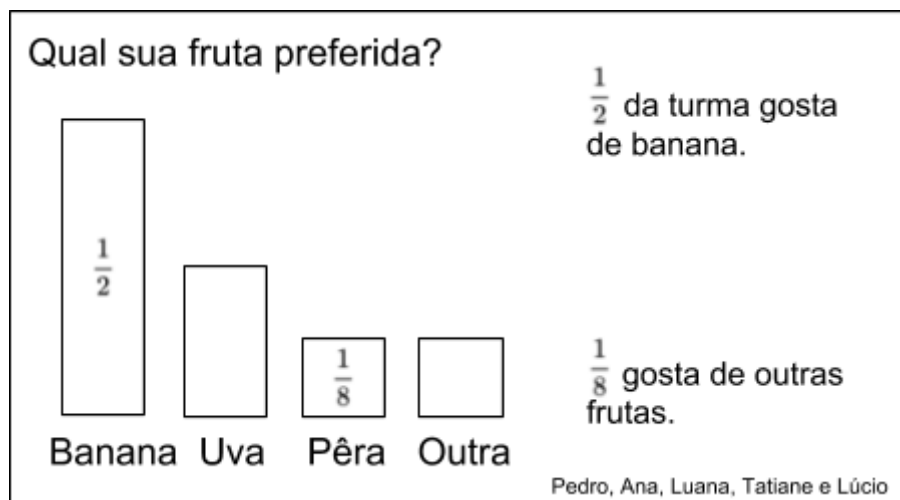 Qual sua fruta preferida?
1/2 da turma gosta
de banana.
1/2
1/8
1/8 gosta de outras
frutas.
Banana Uva Pêra Outra
Pedro, Ana, Luana, Tatiane e Lúcio